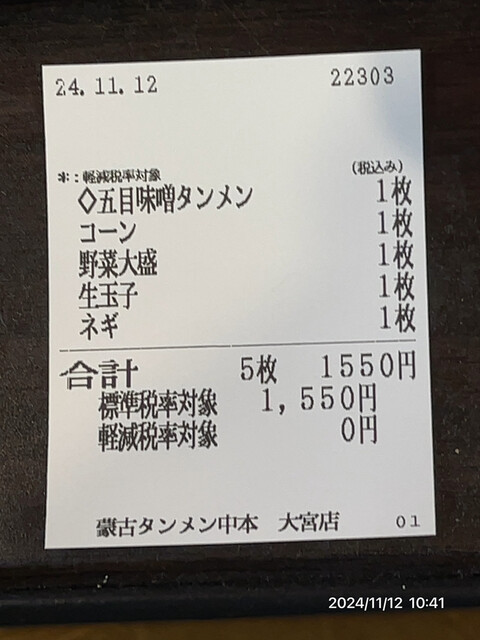 24.11.12 22303
*：軽減税率対象 (税込み)
◇五目味噌タンメン 1枚
コーン 1枚
野菜大盛 1枚
生玉子 1枚
ネギ 1枚
合計 5枚 1550円
標準税率対象 1,550円
軽減税率対象 0円
蒙古タンメン中本 大宮店 01
2024/11/12 10:41